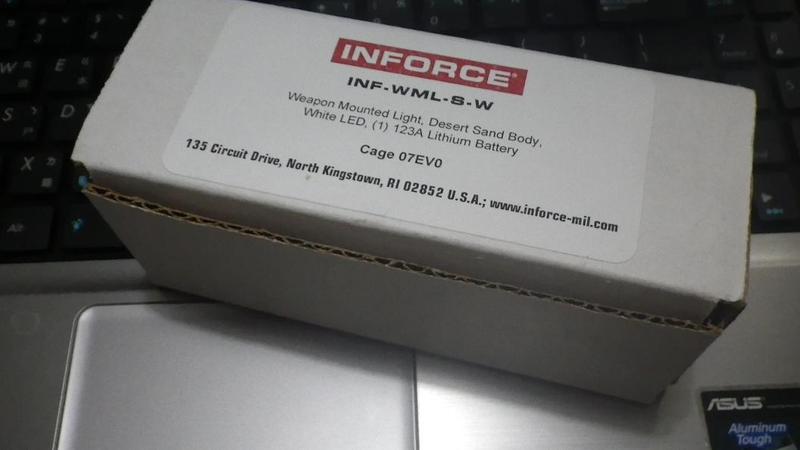 INFORCE
INF-WML-S-W
Weapon Mounted Light, Desert Sand Body,
White LED, (1) 123A Lithium Battery
Cage 07EV0
135 Circuit Drive, North Kingstown, RI 02852 U.S.A.; www.inforce-mil.com
Alt
ASUS
Aluminum
Tough